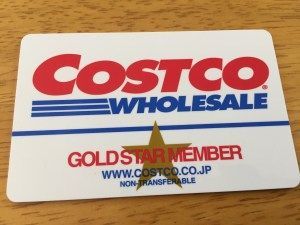 COSTCO®
WHOLESALE
GOLD STAR MEMBER
WWW.COSTCO.CO.JP
NON-TRANSFERABLE